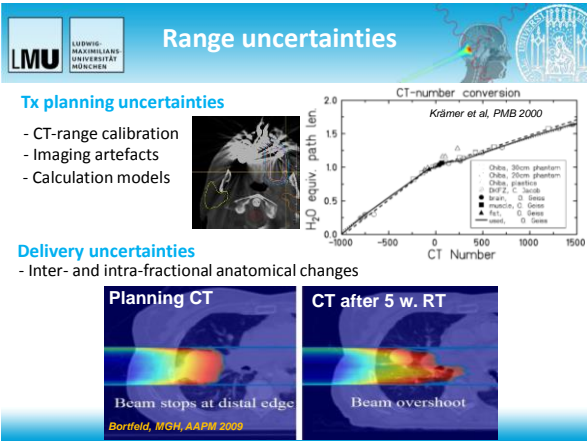 LMU
LUDWIG-
MAXIMILIANS-
UNIVERSITÄT
MÜNCHEN
Range uncertainties
Tx planning uncertainties
- CT-range calibration
- Imaging artefacts
- Calculation models
CT-number conversion
Krämer et al, PMB 2000
H2O equiv. path len.
2.0
1.5
1.0
0.5
0.0
Chiba, 30cm phantom
Chiba, 20cm phantom
Chiba, plastics
DKFZ, C. Jacob
brain, O. Geiss
muscle, O. Geiss
fat, O. Geiss
used, O. Geiss
-1000 -500 0 500 1000 1500
CT Number
Delivery uncertainties
- Inter- and intra-fractional anatomical changes
Planning CT
Beam stops at distal edge
Bortfeld, MGH, AAPM 2009
CT after 5 w. RT
Beam overshoot